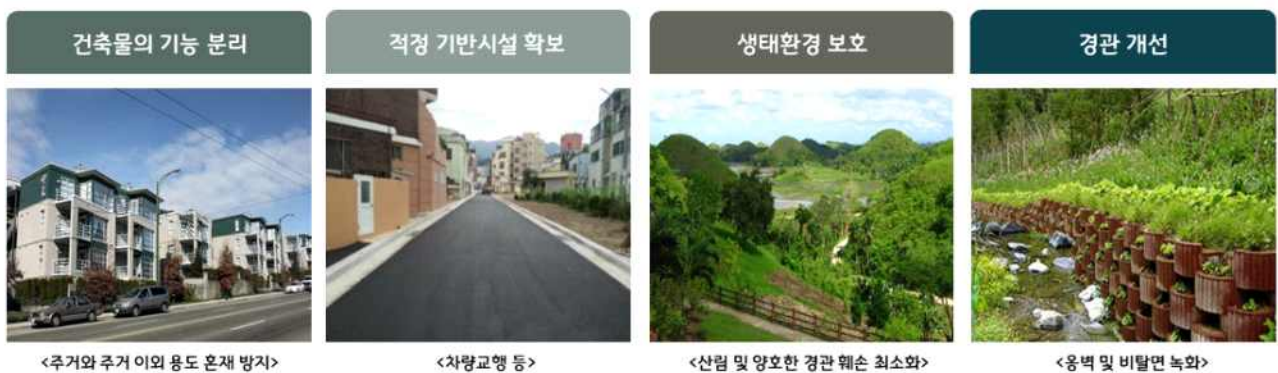 건축물의 기능 분리
적정 기반시설 확보
생태환경 보호
경관 개선
<주거와 주거 이외 용도 혼재 방지>
<차량교행 등>
<산림 및 양호한 경관 훼손 최소화>
<옹벽 및 비탈면 녹화>